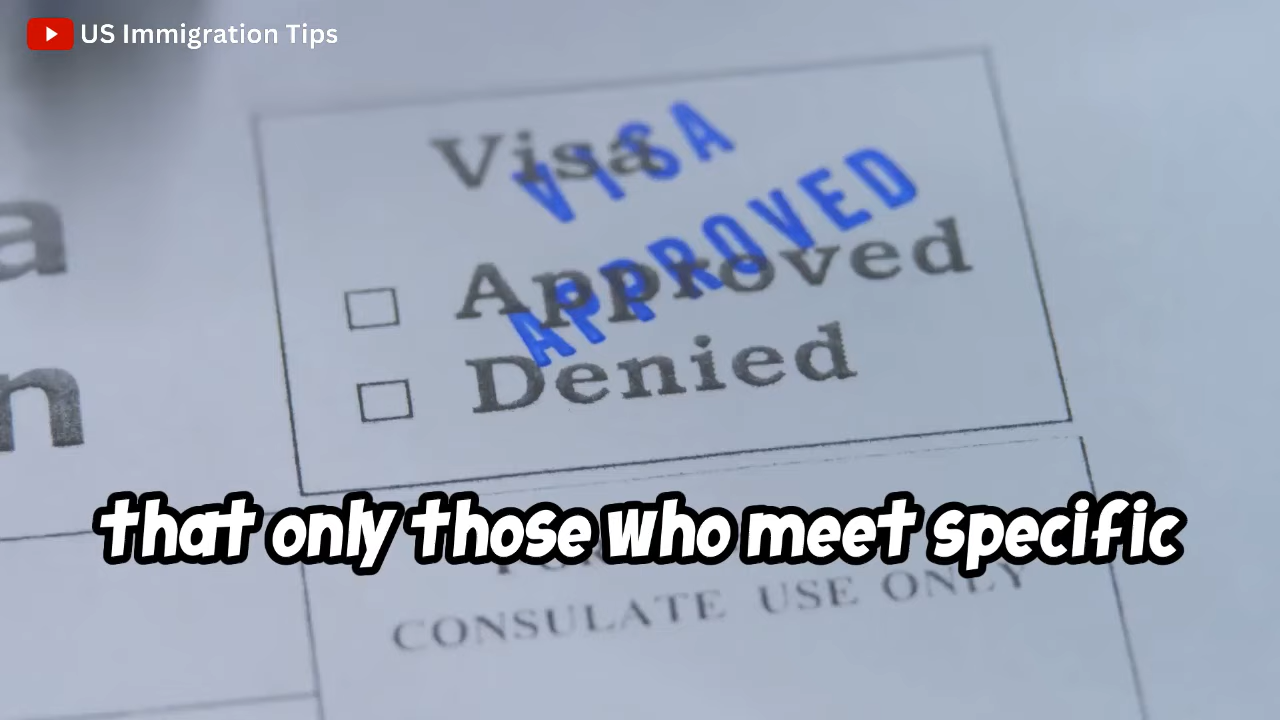 US Immigration Tips
a
n
Visa
VISA
APPROVED
Approved
Denied
that only those who meet specific
CONSULATE USE ONLY